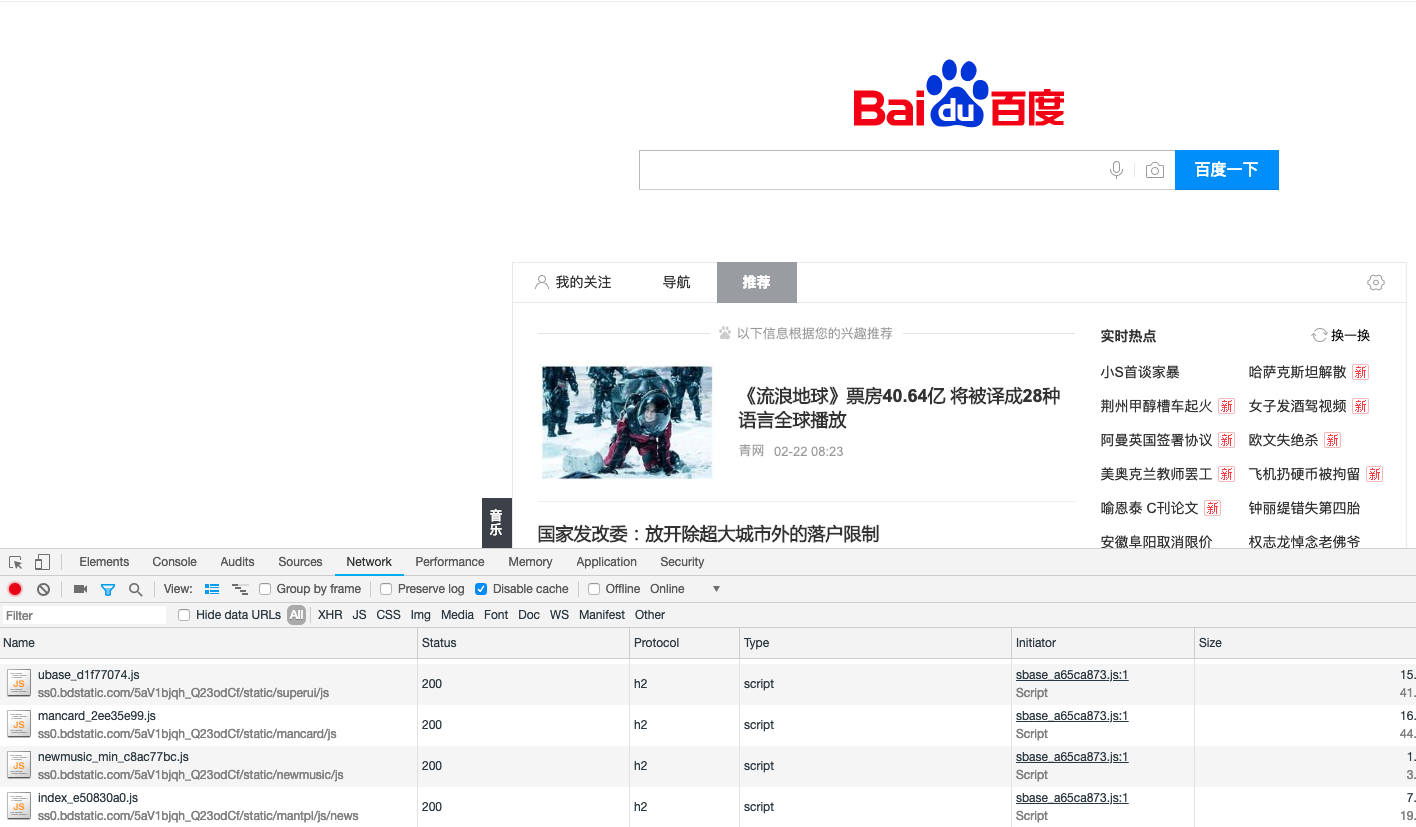 Bai du 百度
百度一下
我的关注 导航 推荐
以下信息根据您的兴趣推荐
《流浪地球》票房40.64亿 将被译成28种
语言全球播放
青网 02-22 08:23
国家发改委：放开除超大城市外的落户限制
实时热点 换一换
小S首谈家暴 哈萨克斯坦解散 新
荆州甲醇槽车起火 新 女子发酒驾视频 新
阿曼英国签署协议 新 欧文失绝杀 新
美奥克兰教师罢工 新 飞机扔硬币被拘留 新
喻恩泰 C刊论文 新 钟丽缇错失第四胎
安徽阜阳取消限价 权志龙悼念老佛爷
音
乐
Elements Console Audits Sources Network Performance Memory Application Security
View: Group by frame Preserve log Disable cache Offline Online
Filter Hide data URLs All XHR JS CSS Img Media Font Doc WS Manifest Other
Name Status Protocol Type Initiator Size
JS ubase_d1f77074.js 200 h2 script sbase_a65ca873.js:1 15.
ss0.bdstatic.com/5aV1bjqh_Q23odCf/static/superui/js Script 41.
JS mancard_2ee35e99.js 200 h2 script sbase_a65ca873.js:1 16.
ss0.bdstatic.com/5aV1bjqh_Q23odCf/static/mancard/js Script 44.
JS newmusic_min_c8ac77bc.js 200 h2 script sbase_a65ca873.js:1 1.
ss0.bdstatic.com/5aV1bjqh_Q23odCf/static/newmusic/js Script 3.
JS index_e50830a0.js 200 h2 script sbase_a65ca873.js:1 7.
ss0.bdstatic.com/5aV1bjqh_Q23odCf/static/mantpl/js/news Script 19.